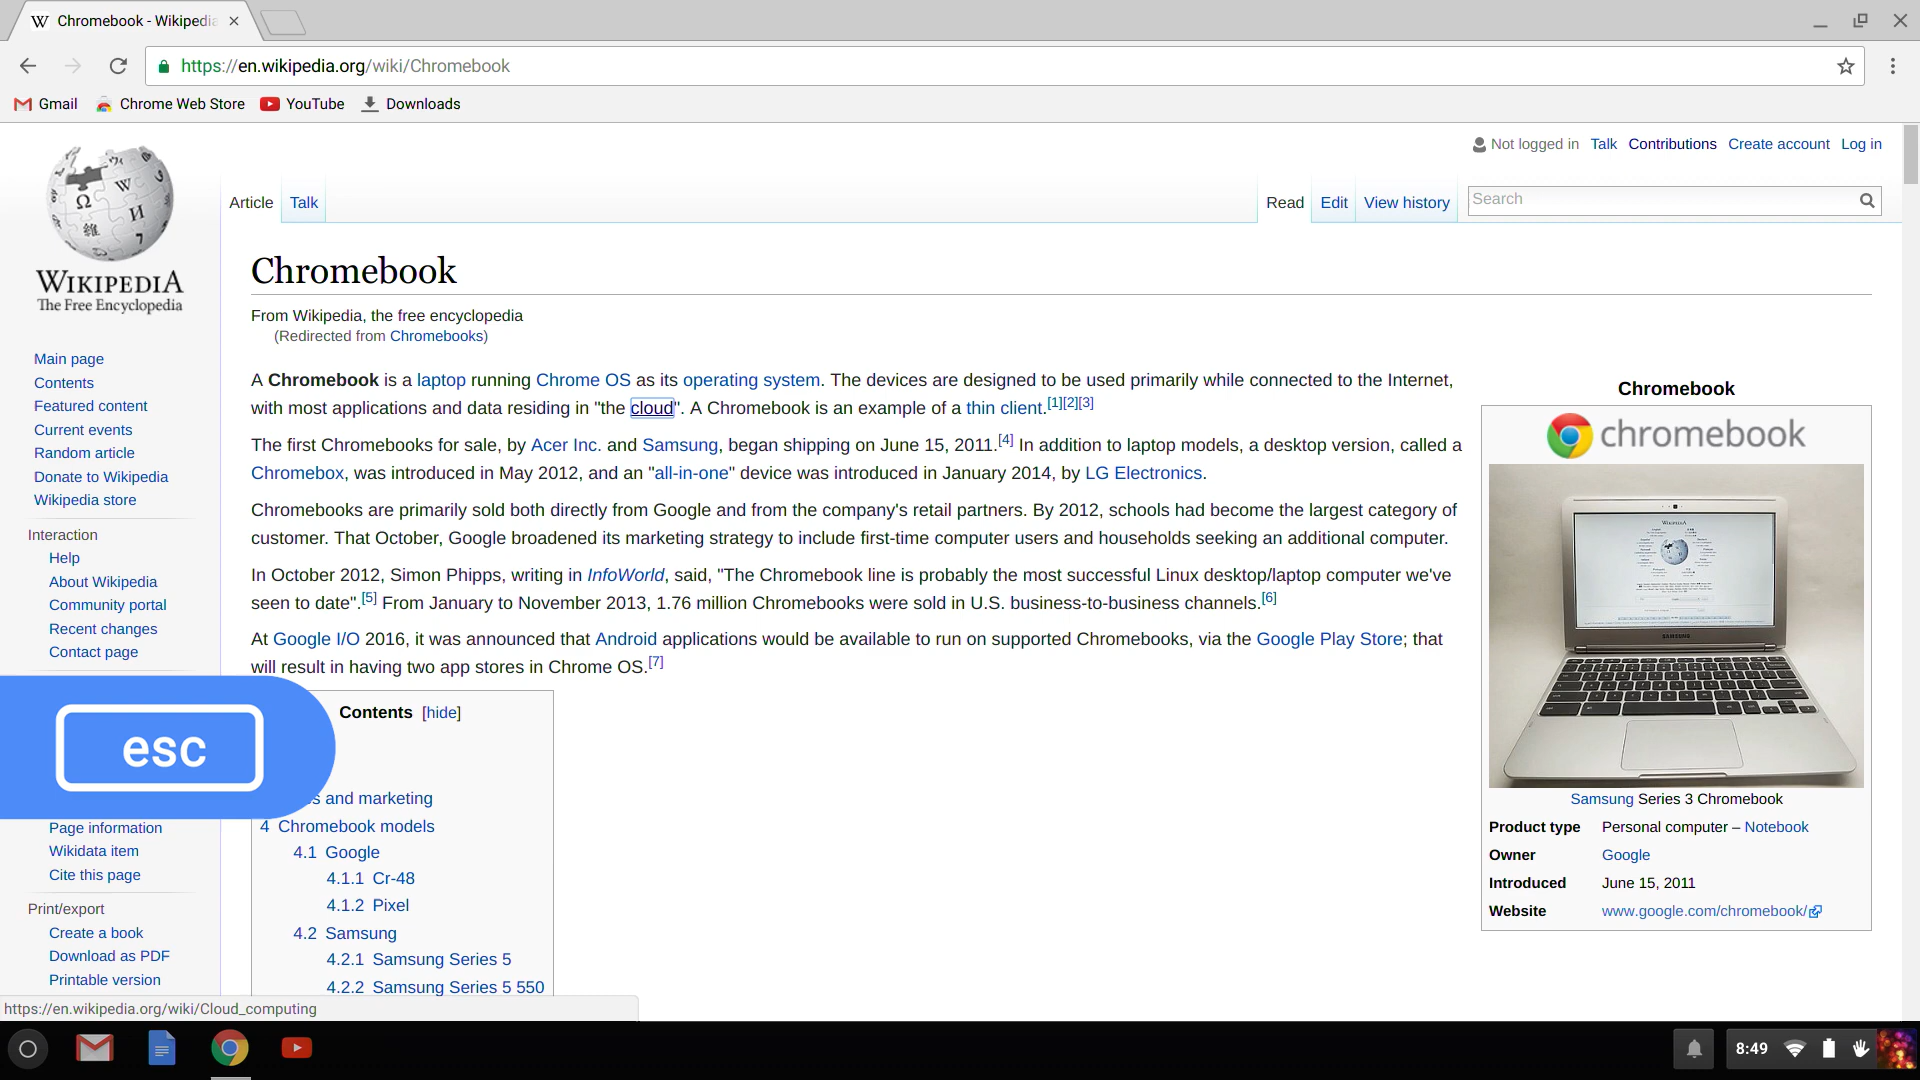 Chromebook - Wikipedia
https://en.wikipedia.org/wiki/Chromebook
Gmail Chrome Web Store YouTube Downloads
Not logged in Talk Contributions Create account Log in
Article Talk Read Edit View history Search
WIKIPEDIA
The Free Encyclopedia
Main page
Contents
Featured content
Current events
Random article
Donate to Wikipedia
Wikipedia store
Interaction
Help
About Wikipedia
Community portal
Recent changes
Contact page
esc
Page information
Wikidata item
Cite this page
Print/export
Create a book
Download as PDF
Printable version
Chromebook
From Wikipedia, the free encyclopedia
(Redirected from Chromebooks)
A Chromebook is a laptop running Chrome OS as its operating system. The devices are designed to be used primarily while connected to the Internet,
with most applications and data residing in "the cloud". A Chromebook is an example of a thin client.[1][2][3]
The first Chromebooks for sale, by Acer Inc. and Samsung, began shipping on June 15, 2011.[4] In addition to laptop models, a desktop version, called a
Chromebox, was introduced in May 2012, and an "all-in-one" device was introduced in January 2014, by LG Electronics.
Chromebooks are primarily sold both directly from Google and from the company's retail partners. By 2012, schools had become the largest category of
customer. That October, Google broadened its marketing strategy to include first-time computer users and households seeking an additional computer.
In October 2012, Simon Phipps, writing in InfoWorld, said, "The Chromebook line is probably the most successful Linux desktop/laptop computer we've
seen to date".[5] From January to November 2013, 1.76 million Chromebooks were sold in U.S. business-to-business channels.[6]
At Google I/O 2016, it was announced that Android applications would be available to run on supported Chromebooks, via the Google Play Store; that
will result in having two app stores in Chrome OS.[7]
Contents [hide]
and marketing
4 Chromebook models
4.1 Google
4.1.1 Cr-48
4.1.2 Pixel
4.2 Samsung
4.2.1 Samsung Series 5
4.2.2 Samsung Series 5 550
Chromebook
chromebook
WIKIPEDIA
SAMSUNG
Samsung Series 3 Chromebook
Product type Personal computer – Notebook
Owner Google
Introduced June 15, 2011
Website www.google.com/chromebook/
https://en.wikipedia.org/wiki/Cloud_computing
8:49